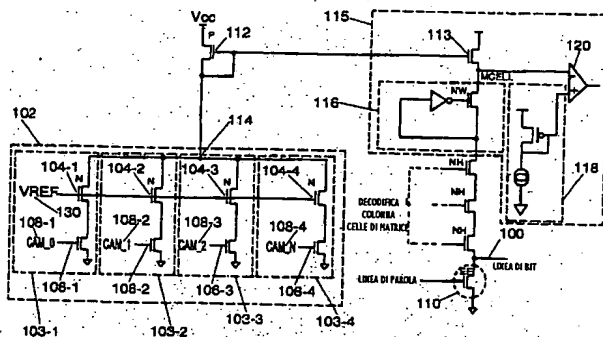 Vcc
P
112
115
113
120
MCELL
NW
116
102
114
104-1
104-2
104-3
104-4
N
N
N
N
VREF
130
108-1
108-2
108-3
108-4
CAM_0
CAM_1
CAM_2
CAM_N
106-1
106-2
106-3
106-4
103-1
103-2
103-3
103-4
NH
NH
NH
DECODIFICA
COLONNA
CELLE DI MATRICE
118
100
LINEA DI BIT
LINEA DI PAROLA
110